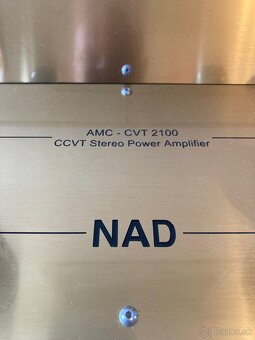 AMC - CVT 2100
CCVT Stereo Power Amplifier
NAD